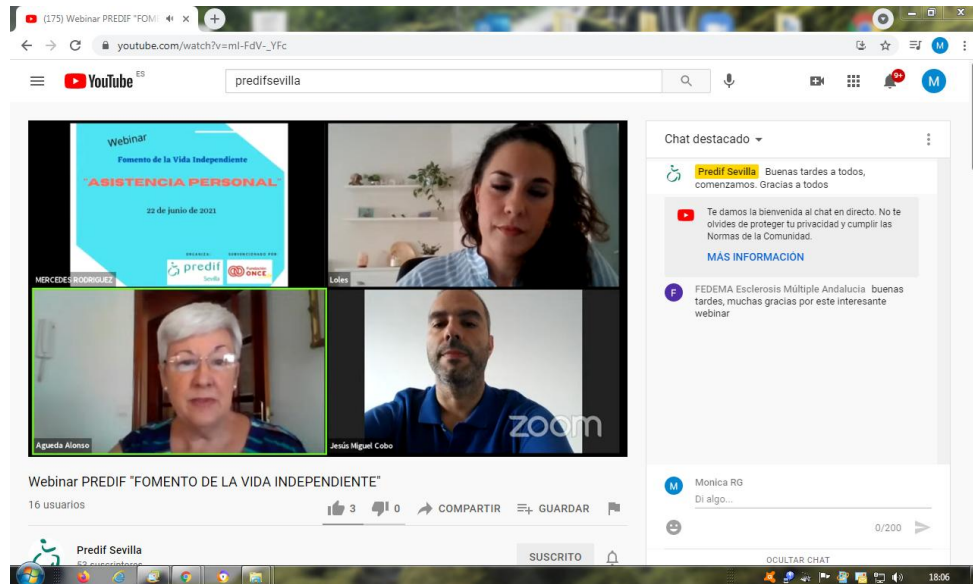 (175) Webinar PREDIF "FOM
youtube.com/watch?v=ml-FdV-_YFc
YouTube ES
predifsevilla
9+
M
M
Webinar
Fomento de la Vida Independiente
"ASISTENCIA PERSONAL"
22 de junio de 2021
predif
Sevilla
ONCE
MERCEDES RODRIGUEZ
Loles
Agueda Alonso
Jesús Miguel Cobo
zoom
Webinar PREDIF "FOMENTO DE LA VIDA INDEPENDIENTE"
16 usuarios
3
0
COMPARTIR
GUARDAR
Predif Sevilla
53 suscriptores
SUSCRITO
Chat destacado
Predif Sevilla Buenas tardes a todos,
comenzamos. Gracias a todos
Te damos la bienvenida al chat en directo. No te
olvides de proteger tu privacidad y cumplir las
Normas de la Comunidad.
MÁS INFORMACIÓN
F
FEDEMA Esclerosis Múltiple Andalucia buenas
tardes, muchas gracias por este interesante
webinar
M
Monica RG
Di algo...
0/200
OCULTAR CHAT
18:06